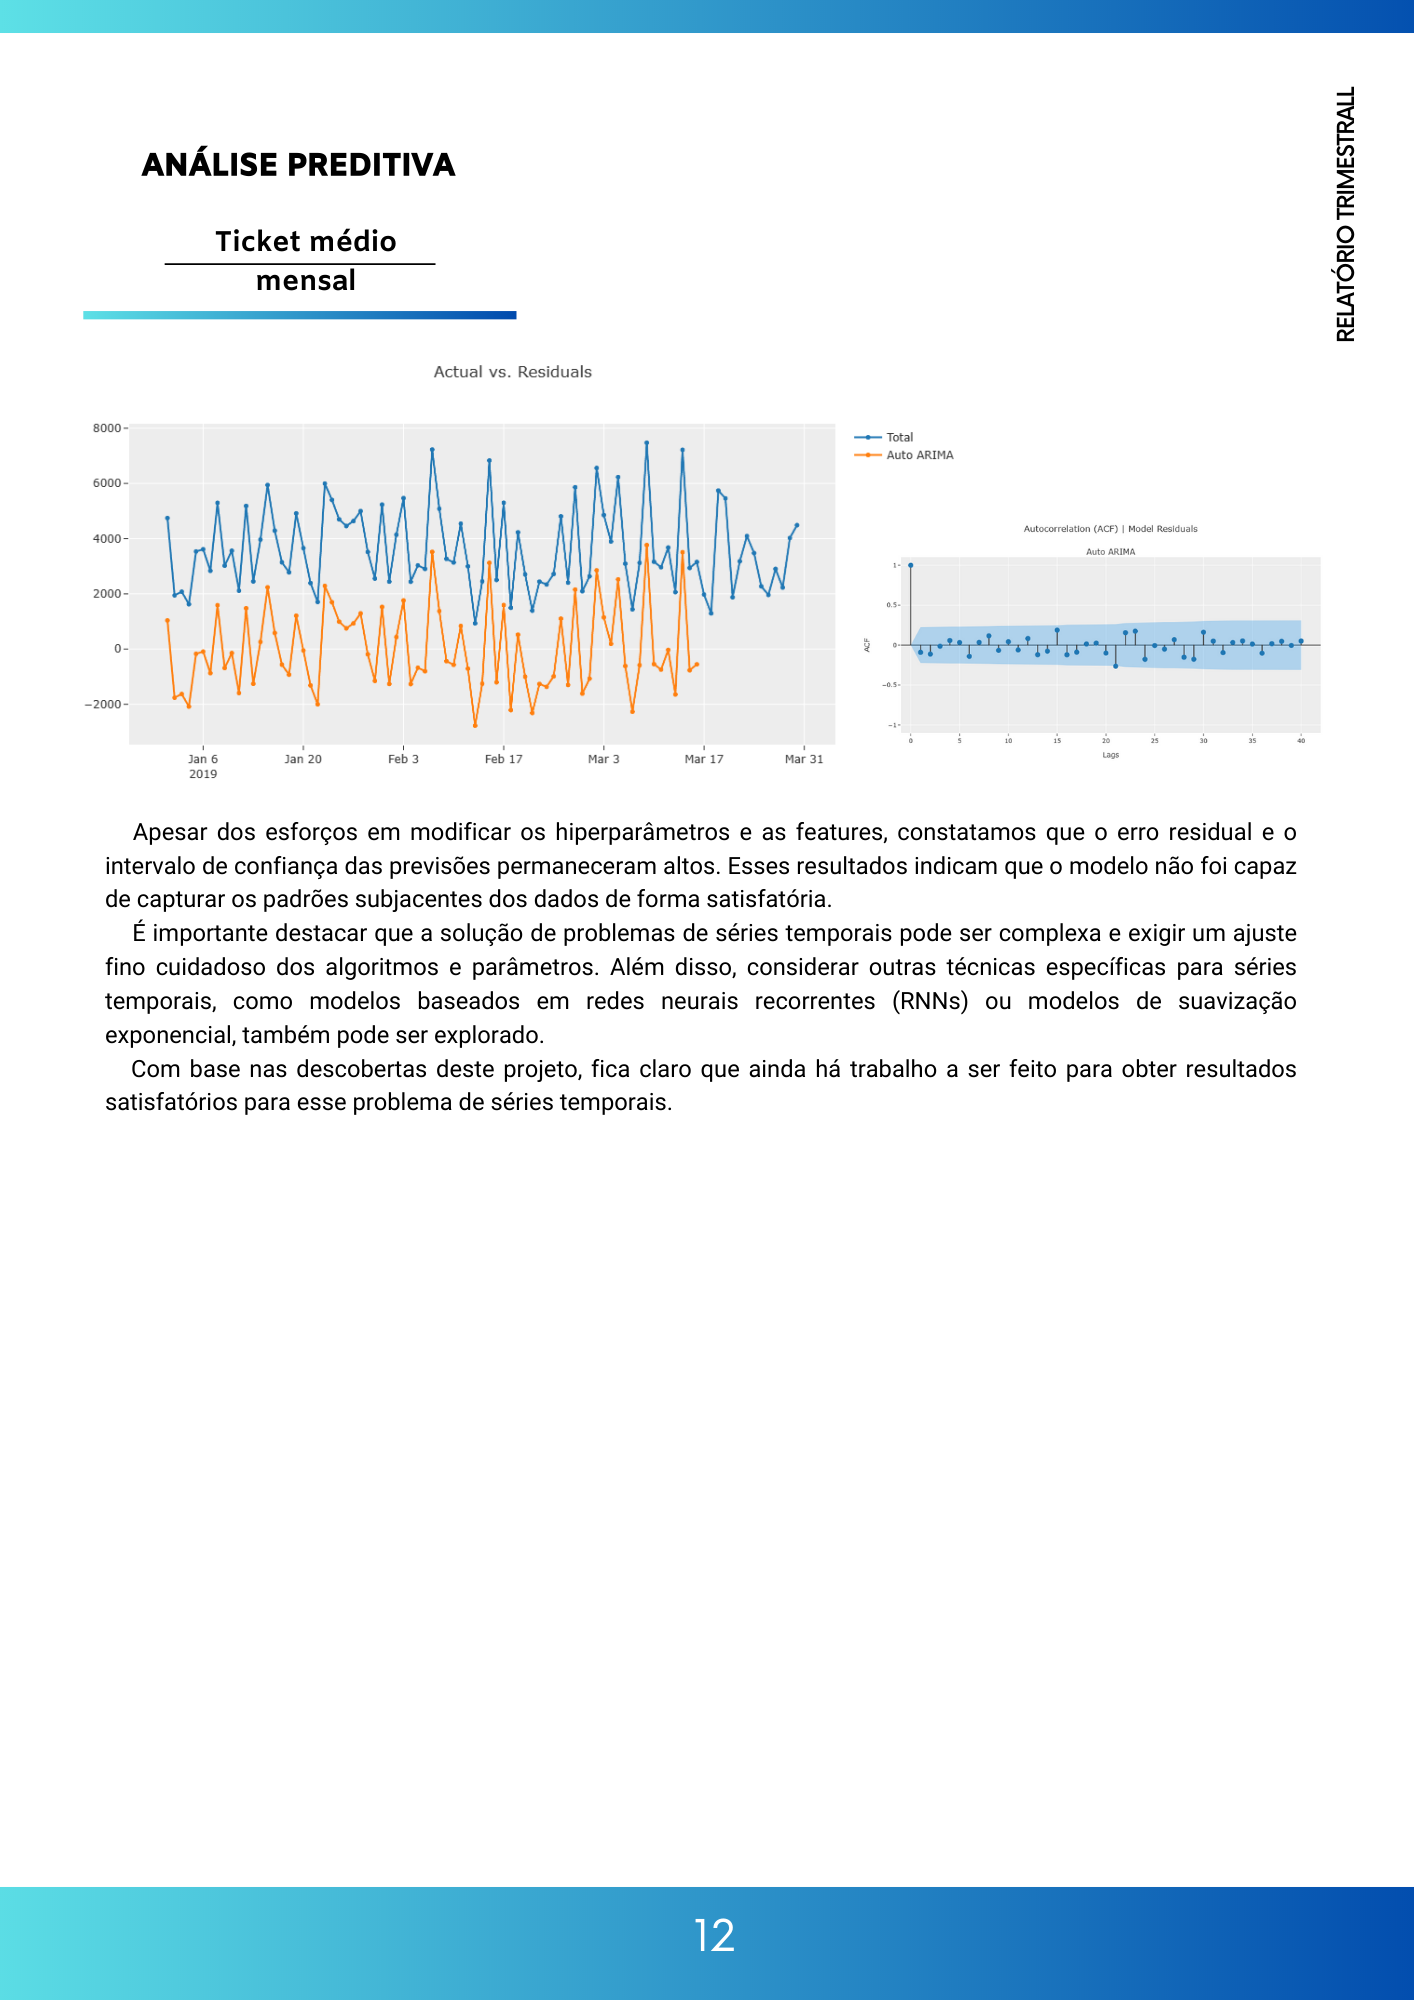 RELATÓRIO TRIMESTRALL
ANÁLISE PREDITIVA
Ticket médio
mensal
Actual vs. Residuals
8000
6000
4000
2000
0
−2000
Jan 6
2019
Jan 20
Feb 3
Feb 17
Mar 3
Mar 17
Mar 31
Total
Auto ARIMA
Autocorrelation (ACF) | Model Residuals
Auto ARIMA
1
0.5
0
−0.5
−1
ACF
0 5 10 15 20 25 30 35 40
Lags
Apesar dos esforços em modificar os hiperparâmetros e as features, constatamos que o erro residual e o
intervalo de confiança das previsões permaneceram altos. Esses resultados indicam que o modelo não foi capaz
de capturar os padrões subjacentes dos dados de forma satisfatória.
É importante destacar que a solução de problemas de séries temporais pode ser complexa e exigir um ajuste
fino cuidadoso dos algoritmos e parâmetros. Além disso, considerar outras técnicas específicas para séries
temporais, como modelos baseados em redes neurais recorrentes (RNNs) ou modelos de suavização
exponencial, também pode ser explorado.
Com base nas descobertas deste projeto, fica claro que ainda há trabalho a ser feito para obter resultados
satisfatórios para esse problema de séries temporais.
12